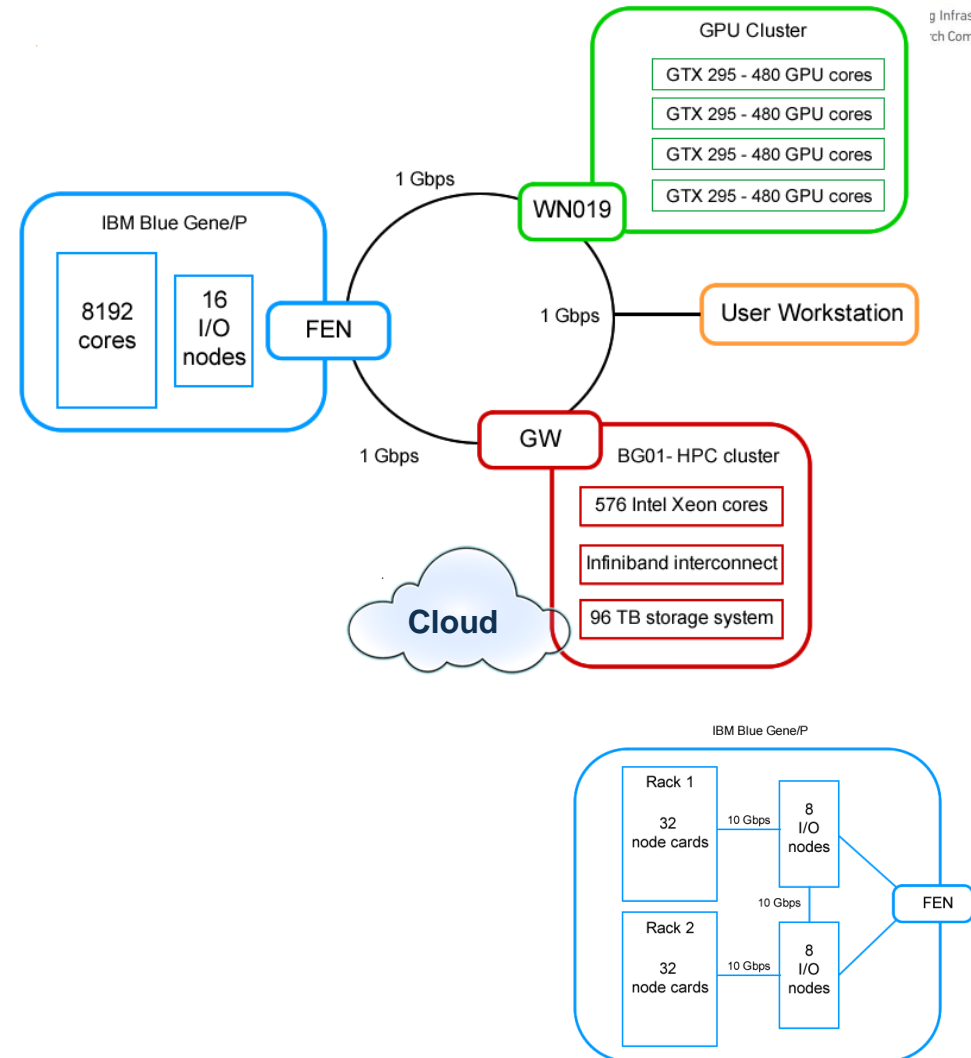 g Infras
rch Com
GPU Cluster
GTX 295 - 480 GPU cores
GTX 295 - 480 GPU cores
GTX 295 - 480 GPU cores
GTX 295 - 480 GPU cores
1 Gbps
WN019
IBM Blue Gene/P
8192
cores
16
I/O
nodes
FEN
1 Gbps
User Workstation
1 Gbps
GW
BG01- HPC cluster
576 Intel Xeon cores
Infiniband interconnect
96 TB storage system
Cloud
IBM Blue Gene/P
Rack 1
32
node cards
10 Gbps
8
I/O
nodes
10 Gbps
FEN
Rack 2
32
node cards
10 Gbps
8
I/O
nodes